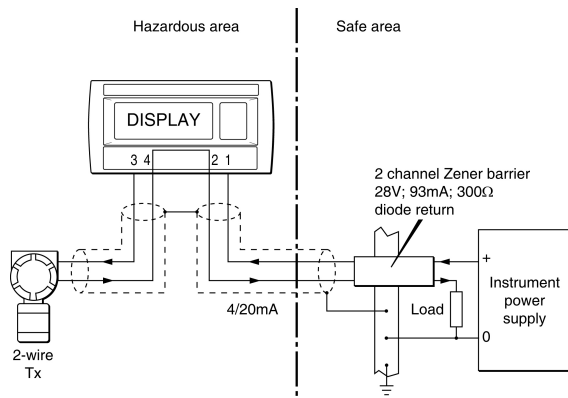 Hazardous area
Safe area
DISPLAY
3 4
2 1
2 channel Zener barrier
28V; 93mA; 300Ω
diode return
+
Instrument
power
supply
Load
0
4/20mA
2-wire
Tx